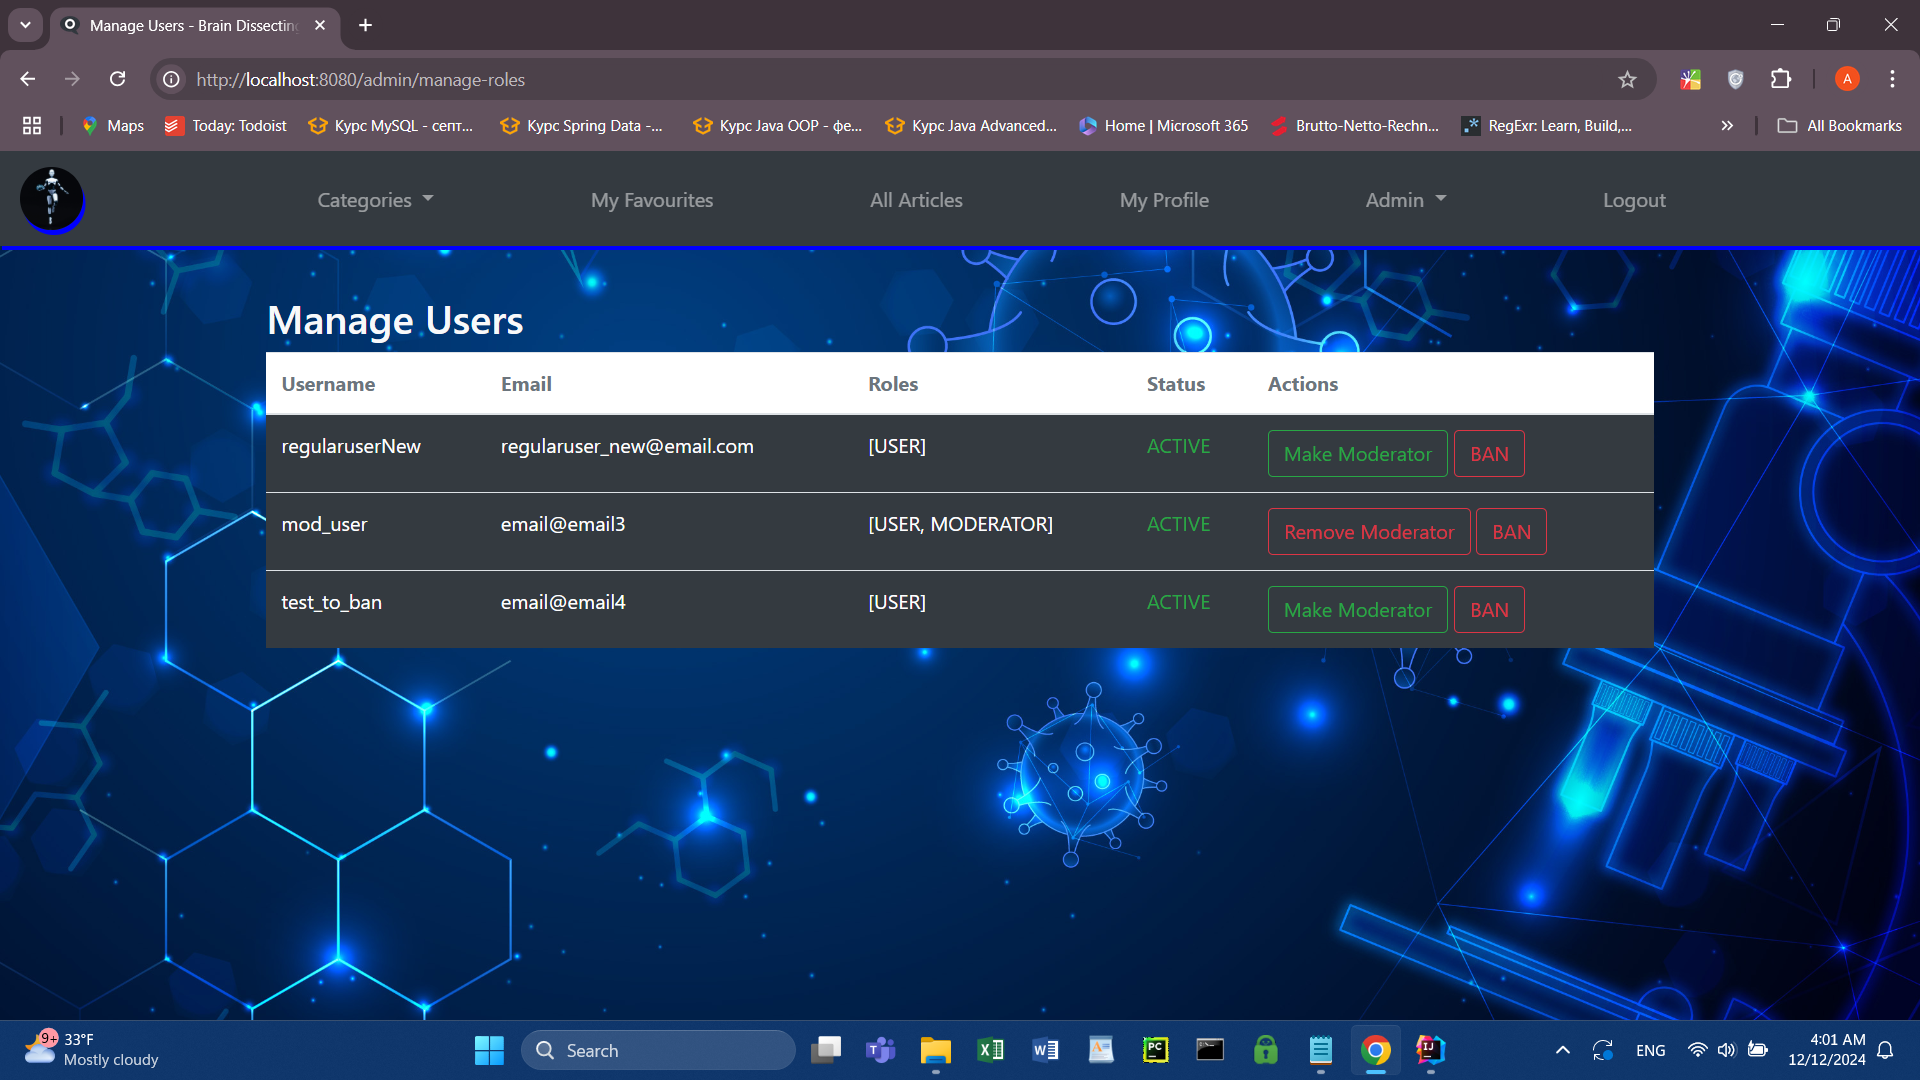 Manage Users - Brain Dissecting
http://localhost:8080/admin/manage-roles
A
Maps
Today: Todoist
Курс MySQL - септ...
Курс Spring Data -...
Курс Java OOP - фе...
Курс Java Advanced...
Home | Microsoft 365
Brutto-Netto-Rechn...
RegExr: Learn, Build,...
All Bookmarks
Categories
My Favourites
All Articles
My Profile
Admin
Logout
Manage Users
Username Email Roles Status Actions
regularuserNew regularuser_new@email.com [USER] ACTIVE Make Moderator BAN
mod_user email@email3 [USER, MODERATOR] ACTIVE Remove Moderator BAN
test_to_ban email@email4 [USER] ACTIVE Make Moderator BAN
9+
33°F
Mostly cloudy
Search
PC
IJ
ENG
4:01 AM
12/12/2024